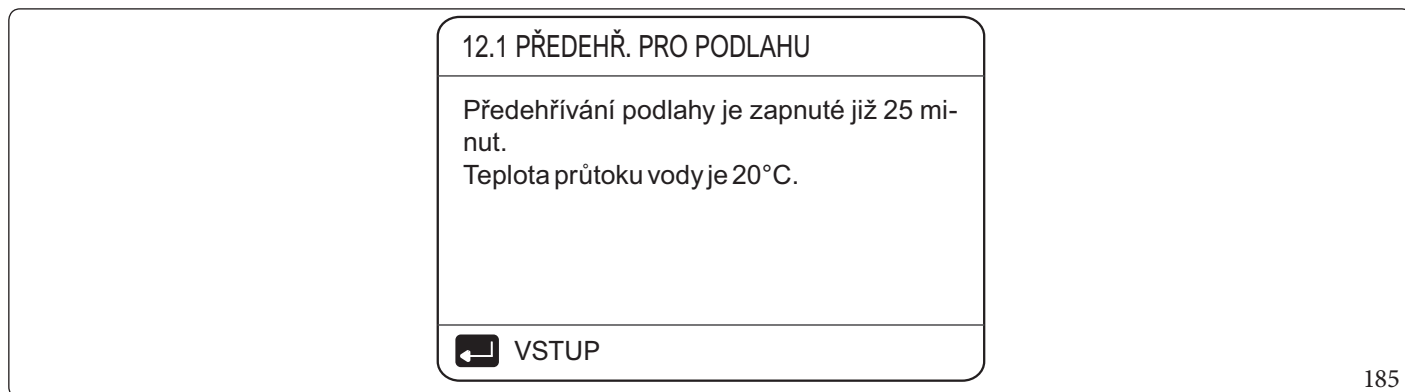 12.1 PŘEDEHŘ. PRO PODLAHU
Předehřívání podlahy je zapnuté již 25 mi-
nut.
Teplota průtoku vody je 20°C.
VSTUP
185